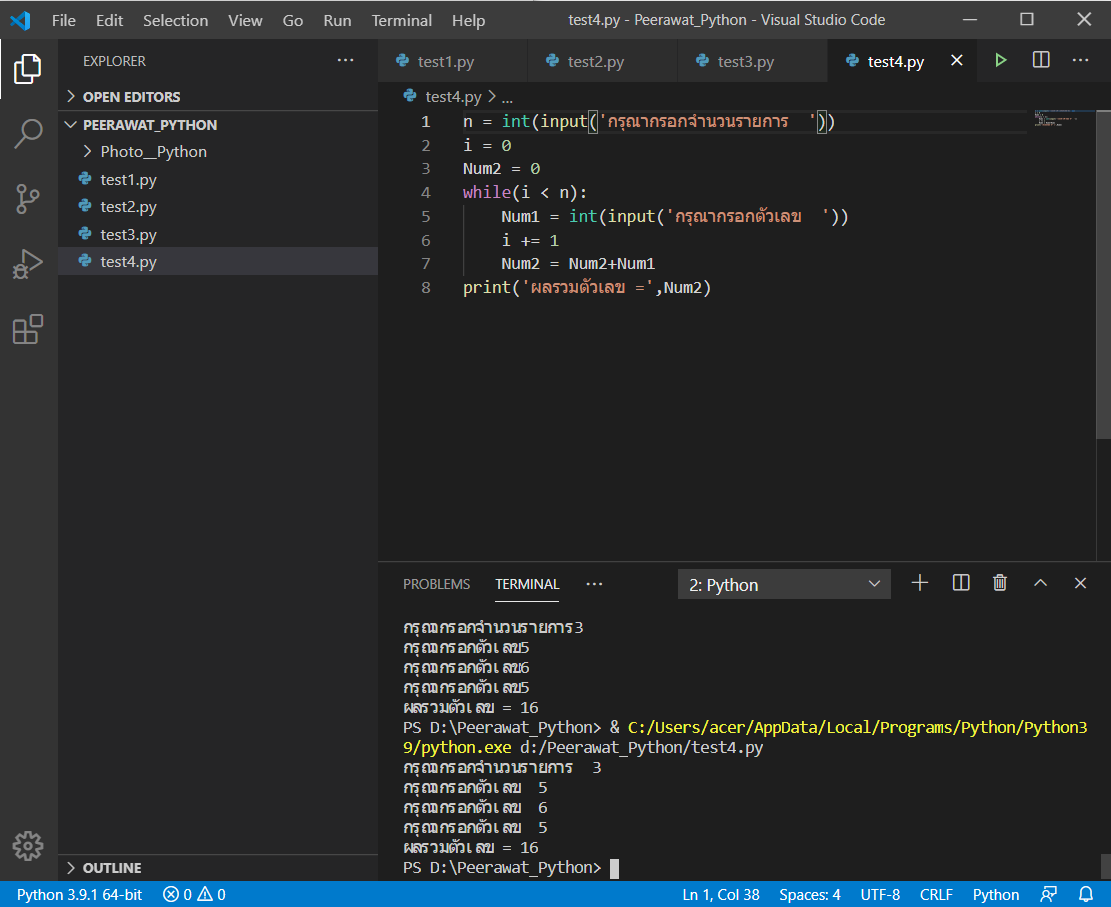 File Edit Selection View Go Run Terminal Help test4.py - Peerawat_Python - Visual Studio Code
EXPLORER ...
OPEN EDITORS
PEERAWAT_PYTHON
Photo__Python
test1.py
test2.py
test3.py
test4.py
OUTLINE
test1.py test2.py test3.py test4.py
test4.py > ...
1 n = int(input('กรุณากรอกจำนวนรายการ  '))
2 i = 0
3 Num2 = 0
4 while(i < n):
5     Num1 = int(input('กรุณากรอกตัวเลข  '))
6     i += 1
7     Num2 = Num2+Num1
8 print('ผลรวมตัวเลข =',Num2)
PROBLEMS TERMINAL ... 2: Python
กรุณากรอกจำนวนรายการ3
กรุณากรอกตัวเลข5
กรุณากรอกตัวเลข6
กรุณากรอกตัวเลข5
ผลรวมตัวเลข = 16
PS D:\Peerawat_Python> & C:/Users/acer/AppData/Local/Programs/Python/Python3
9/python.exe d:/Peerawat_Python/test4.py
กรุณากรอกจำนวนรายการ  3
กรุณากรอกตัวเลข  5
กรุณากรอกตัวเลข  6
กรุณากรอกตัวเลข  5
ผลรวมตัวเลข = 16
PS D:\Peerawat_Python>
Python 3.9.1 64-bit 0 0 Ln 1, Col 38 Spaces: 4 UTF-8 CRLF Python